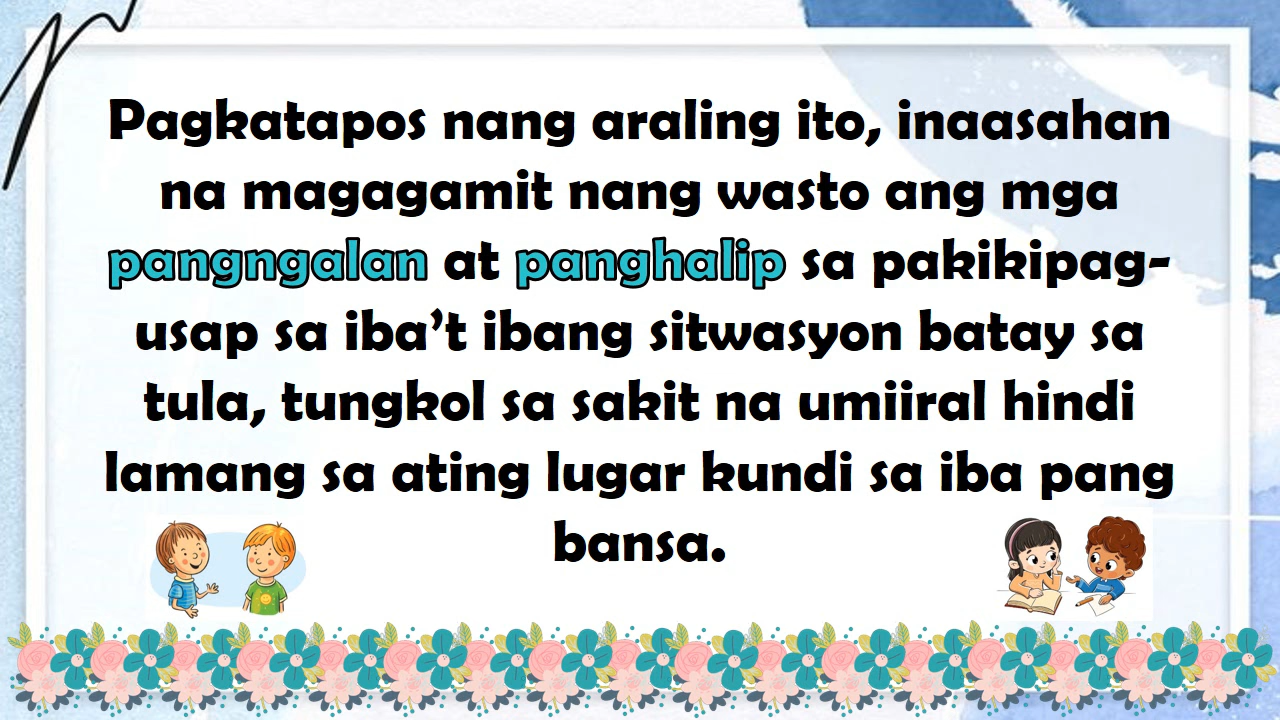 Pagkatapos nang araling ito, inaasahan
na magagamit nang wasto ang mga
pangngalan at panghalip sa pakikipag-
usap sa iba’t ibang sitwasyon batay sa
tula, tungkol sa sakit na umiiral hindi
lamang sa ating lugar kundi sa iba pang
bansa.